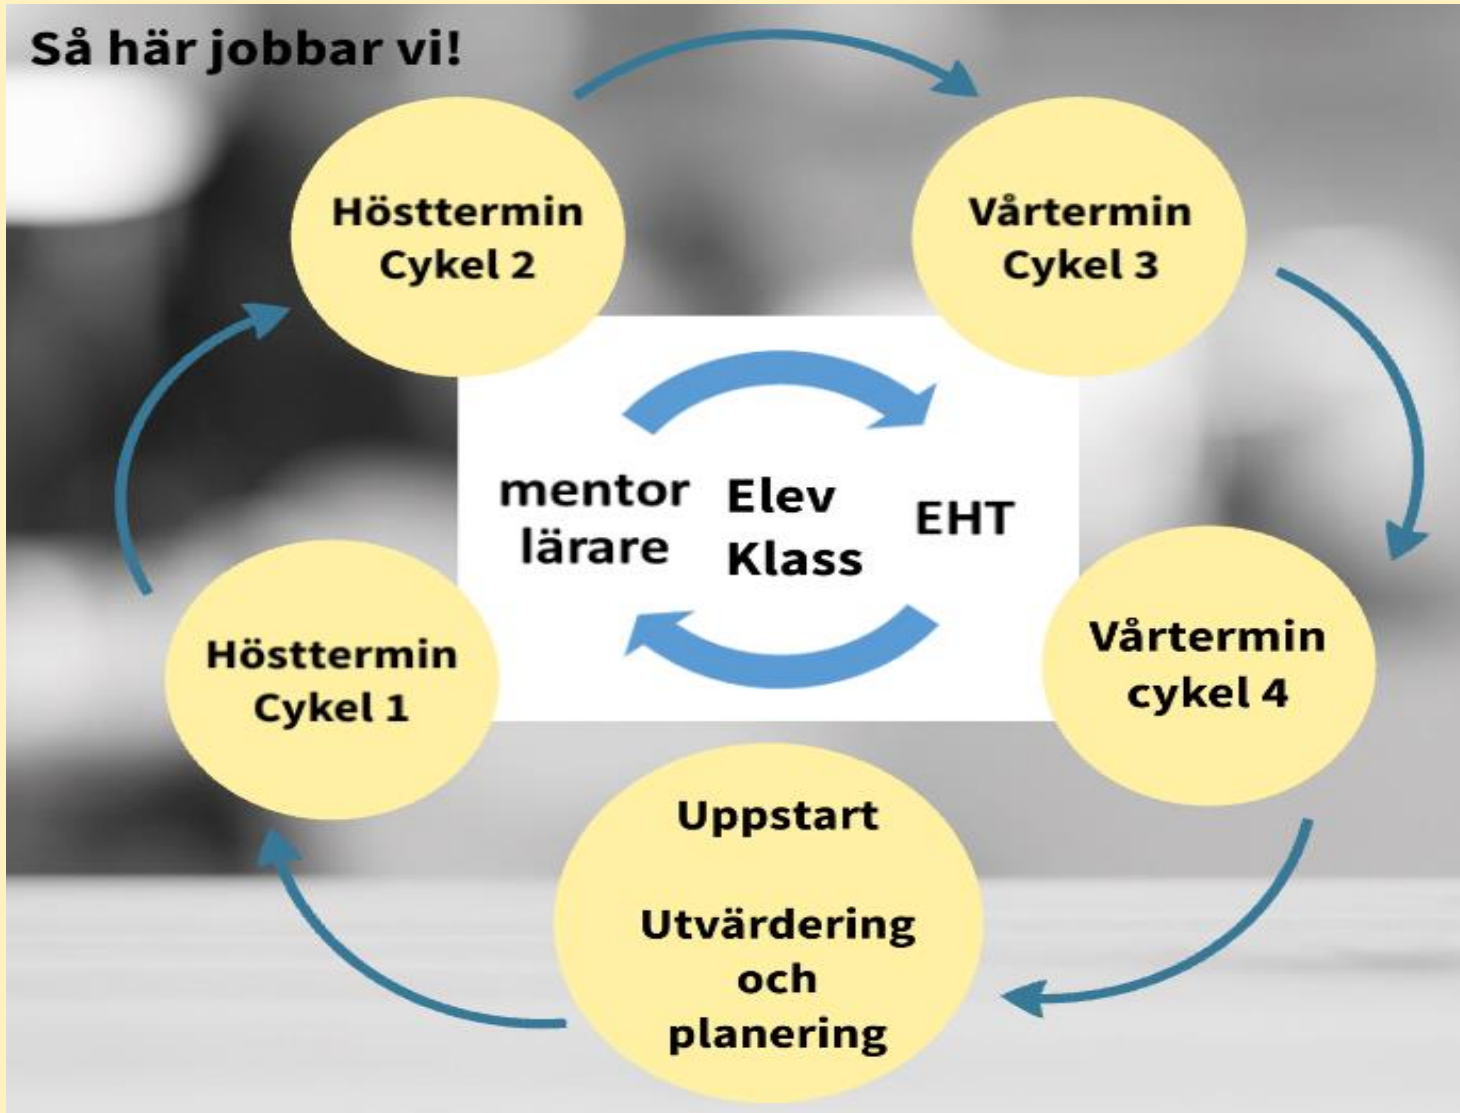 Så här jobbar vi!
Hösttermin
Cykel 2
Vårtermin
Cykel 3
mentor
lärare
Elev
Klass
EHT
Hösttermin
Cykel 1
Vårtermin
cykel 4
Uppstart
Utvärdering
och
planering